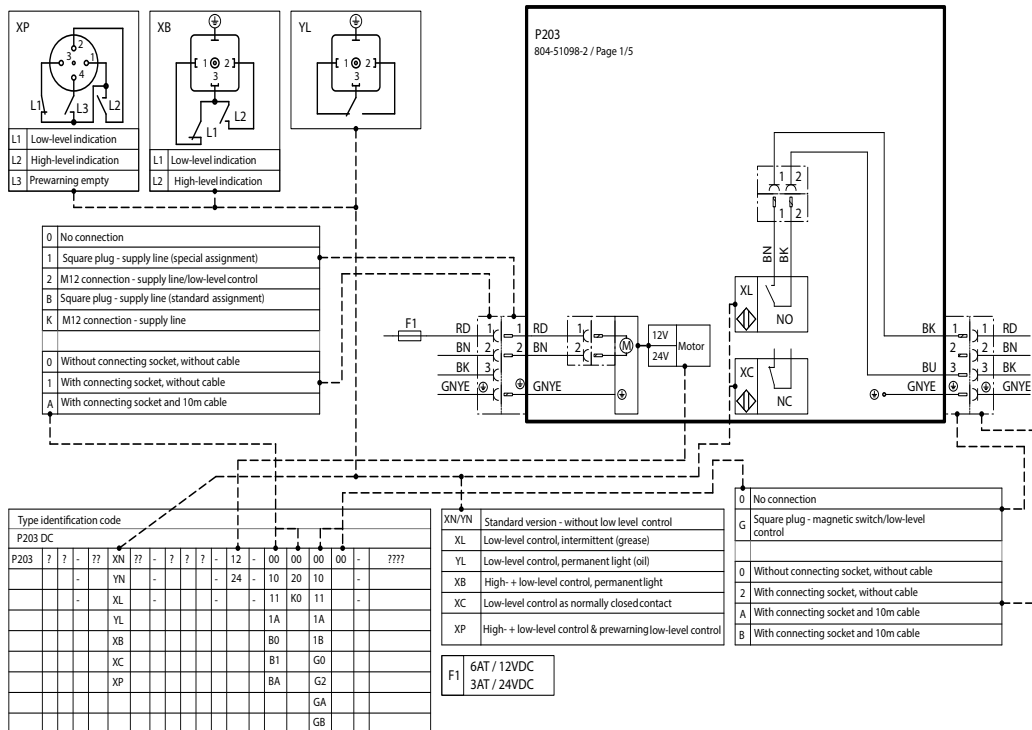 XP
2
3
1
4
L1
L3
L2
L1 Low-level indication
L2 High-level indication
L3 Prewarning empty
XB
1 2
3
L1
L2
L1 Low-level indication
L2 High-level indication
YL
1 2
3
P203
804-51098-2 / Page 1/5
1 2
1 2
BN
BK
XL
NO
XC
NC
0 No connection
1 Square plug - supply line (special assignment)
2 M12 connection - supply line/low-level control
B Square plug - supply line (standard assignment)
K M12 connection - supply line
0 Without connecting socket, without cable
1 With connecting socket, without cable
A With connecting socket and 10m cable
F1
RD 1 1 RD 1 1
BN 2 2 BN 2 2
BK 3 3
GNYE GNYE
M
12V
24V
Motor
BK 1 1 RD
2 2 BN
BU 3 3 BK
GNYE GNYE
Type identification code
P203 DC
P203 ? ? - ?? XN ?? - ? ? ? - 12 - 00 00 00 00 - ????
- YN - - 24 - 10 20 10 -
- XL - - - 11 K0 11 -
YL 1A 1A
XB B0 1B
XC B1 G0
XP BA G2
GA
GB
XN/YN Standard version - without low level control
XL Low-level control, intermittent (grease)
YL Low-level control, permanent light (oil)
XB High- + low-level control, permanent light
XC Low-level control as normally closed contact
XP High- + low-level control & prewarning low-level control
F1 6AT / 12VDC
3AT / 24VDC
0 No connection
G Square plug - magnetic switch/low-level
control
0 Without connecting socket, without cable
2 With connecting socket, without cable
A With connecting socket and 10m cable
B With connecting socket and 10m cable